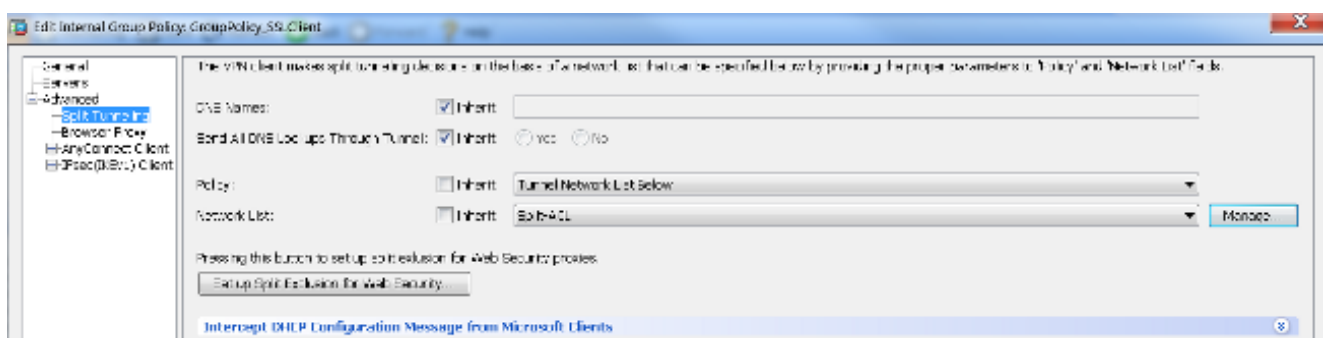 Edit Internal Group Policy: GroupPolicy_SSLClient
General
Servers
Advanced
Split Tunneling
Browser Proxy
AnyConnect Client
IPsec(IKEv1) Client
The VPN client makes split tunneling decisions on the basis of a network list that can be specified below by providing the proper parameters to 'Policy' and 'Network List' fields.
DNS Names: Inherit
Send All DNS Lookups Through Tunnel: Inherit Yes No
Policy: Inherit Tunnel Network List Below
Network List: Inherit Split-ACL Manage...
Pressing this button to set up split exlusion for Web Security proxies.
Set up Split Exclusion for Web Security...
Intercept DHCP Configuration Message from Microsoft Clients